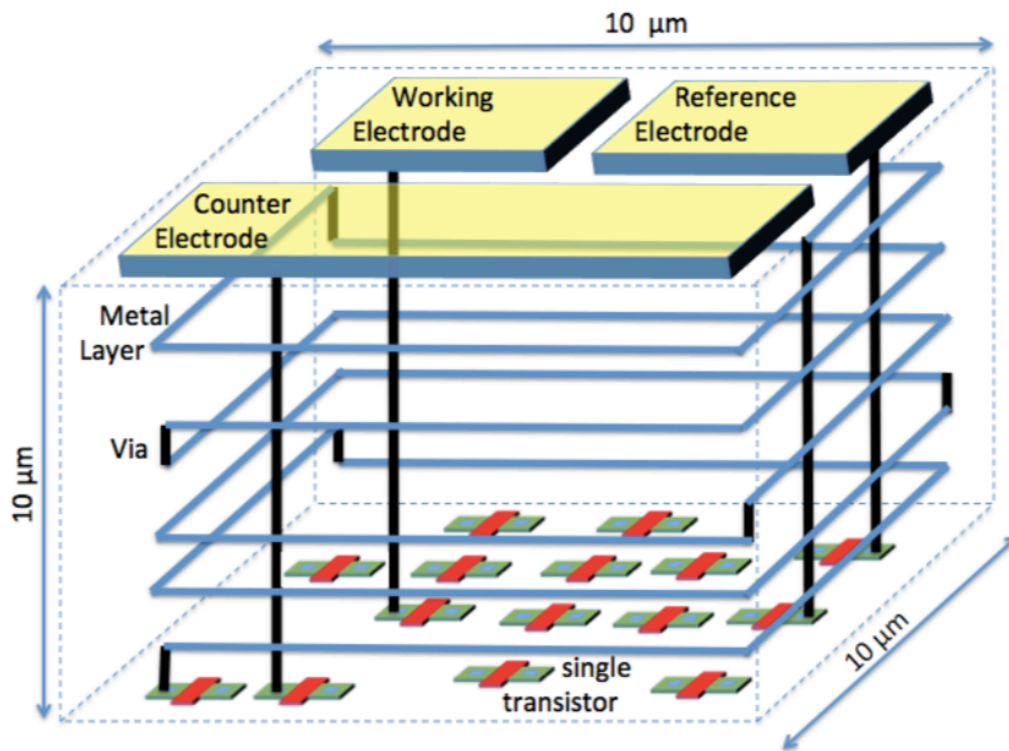 10 µm
Working
Electrode
Reference
Electrode
Counter
Electrode
Metal
Layer
Via
10 µm
10 µm
single
transistor